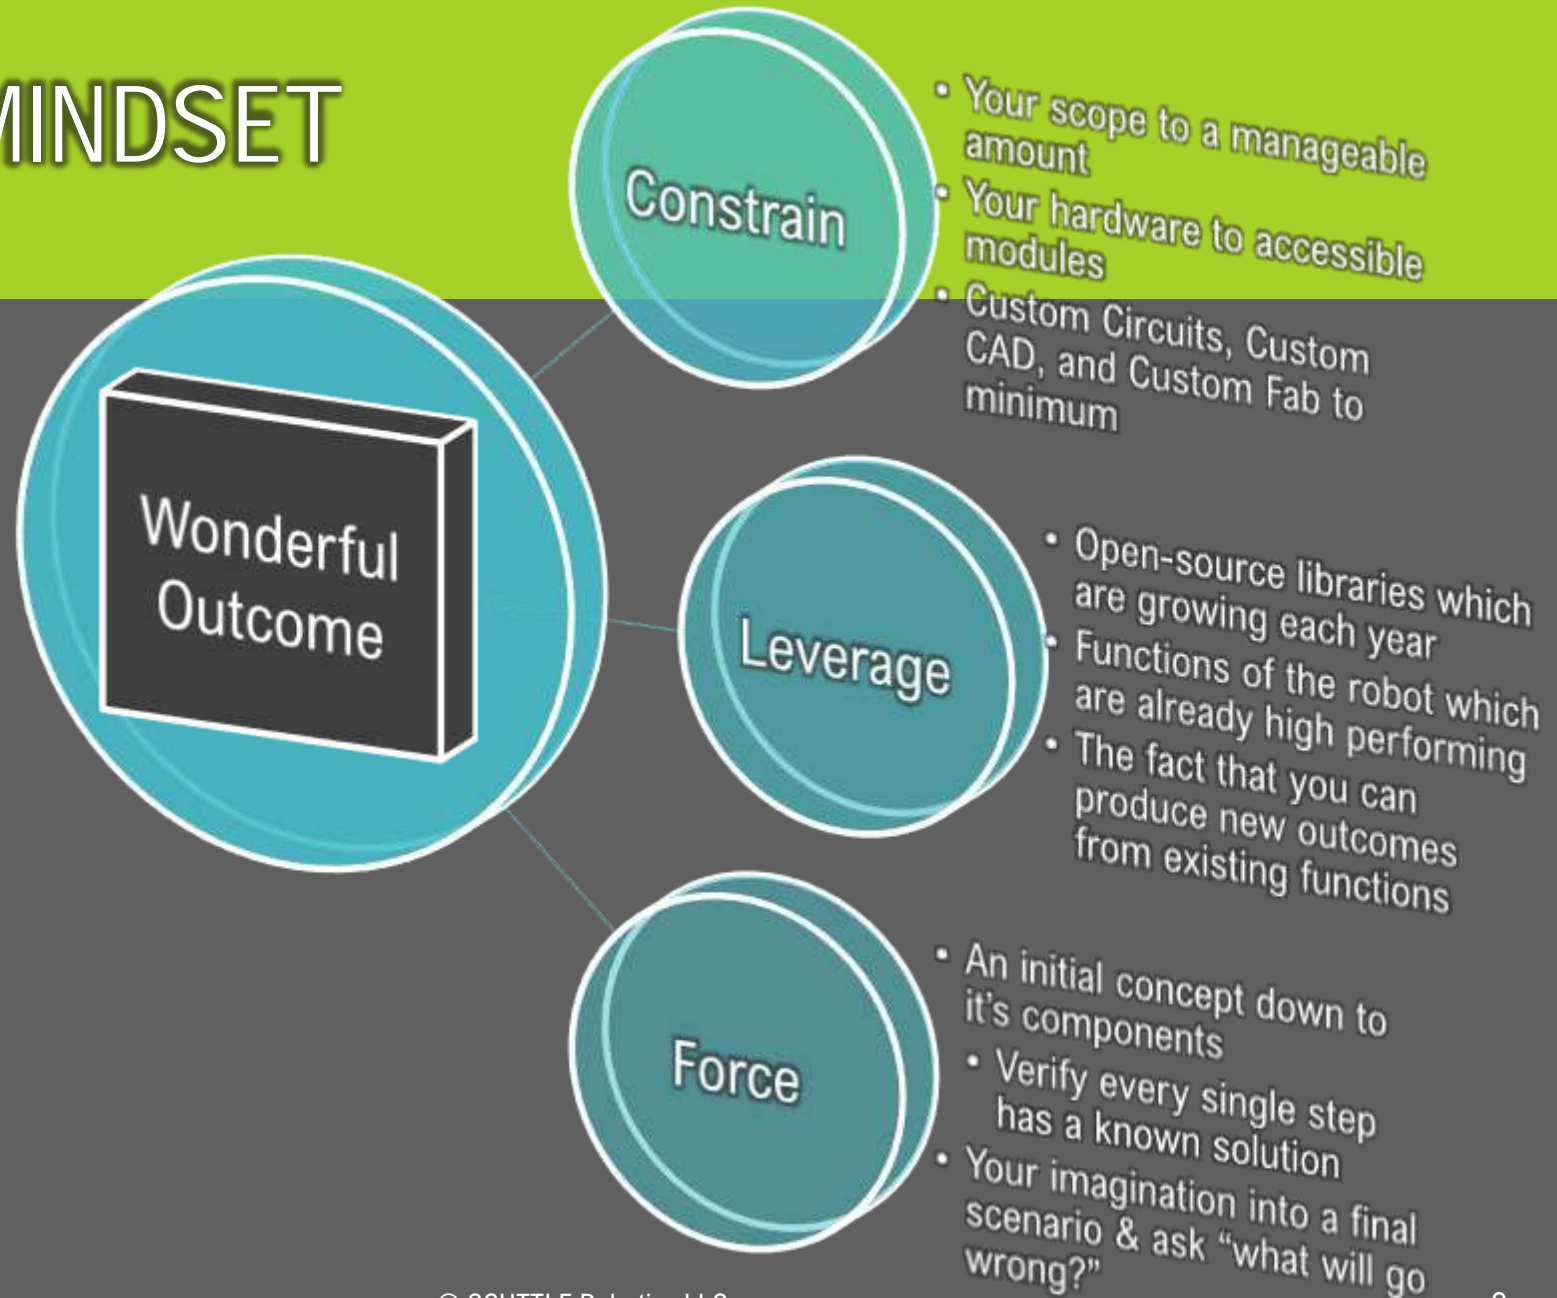 MINDSET
Constrain
• Your scope to a manageable
amount
• Your hardware to accessible
modules
• Custom Circuits, Custom
CAD, and Custom Fab to
minimum
Wonderful
Outcome
Leverage
• Open-source libraries which
are growing each year
• Functions of the robot which
are already high performing
• The fact that you can
produce new outcomes
from existing functions
Force
• An initial concept down to
it's components
• Verify every single step
has a known solution
• Your imagination into a final
scenario & ask “what will go
wrong?”